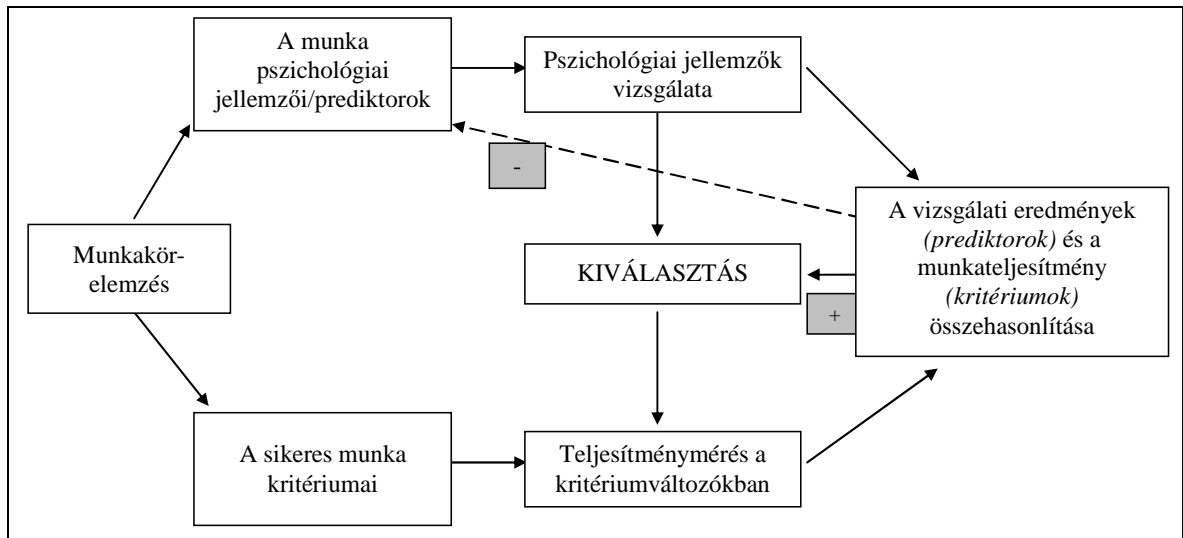 A munka
pszichológiai
jellemzői/prediktorok
Pszichológiai jellemzők
vizsgálata
-
Munkakör-
elemzés
KIVÁLASZTÁS
A vizsgálati eredmények
(prediktorok) és a
munkateljesítmény
(kritériumok)
összehasonlítása
+
A sikeres munka
kritériumai
Teljesítménymérés a
kritériumváltozókban